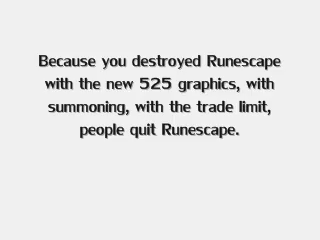 Because you destroyed Runescape
with the new 525 graphics, with
summoning, with the trade limit,
people quit Runescape.